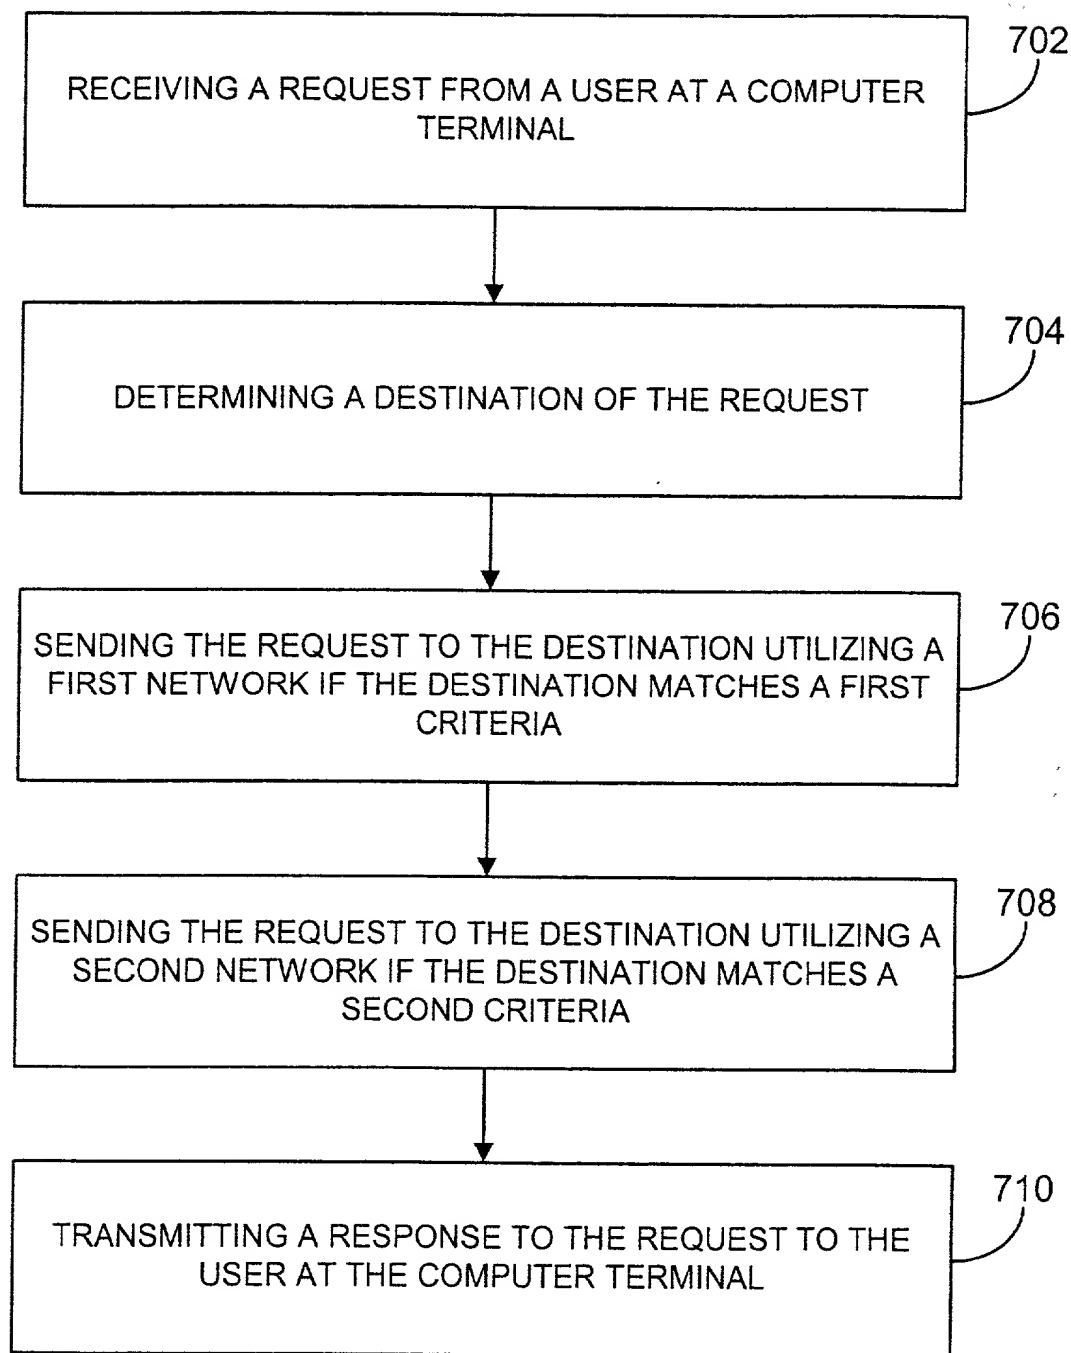 702
RECEIVING A REQUEST FROM A USER AT A COMPUTER
TERMINAL
704
DETERMINING A DESTINATION OF THE REQUEST
706
SENDING THE REQUEST TO THE DESTINATION UTILIZING A
FIRST NETWORK IF THE DESTINATION MATCHES A FIRST
CRITERIA
708
SENDING THE REQUEST TO THE DESTINATION UTILIZING A
SECOND NETWORK IF THE DESTINATION MATCHES A
SECOND CRITERIA
710
TRANSMITTING A RESPONSE TO THE REQUEST TO THE
USER AT THE COMPUTER TERMINAL